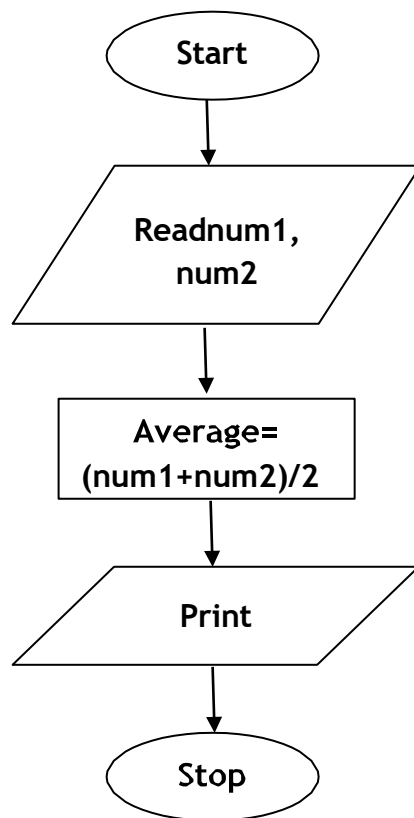 Start
Readnum1,
num2
Average=
(num1+num2)/2
Print
Stop